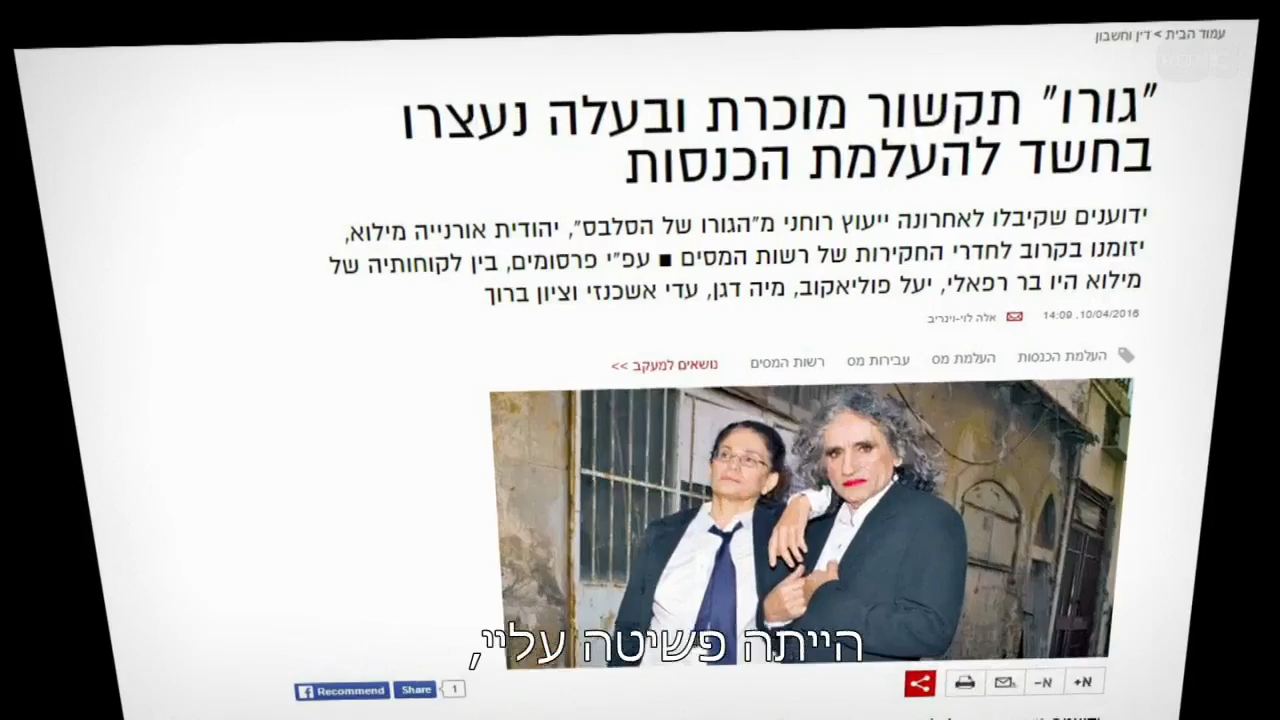 עמוד הבית > דין וחשבון
"גורו" תקשור מוכרת ובעלה נעצרו
בחשד להעלמת הכנסות
ידוענים שקיבלו לאחרונה ייעוץ רוחני מ"הגורו של הסלבס", יהודית אורנייה מילוא,
יזומנו בקרוב לחדרי החקירות של רשות המסים ■ עפ"י פרסומים, בין לקוחותיה של
מילוא היו בר רפאלי, יעל פוליאקוב, מיה דגן, עדי אשכנזי וציון ברוך
10/04/2016, 14:09 אלה לוי-וינריב
העלמת הכנסות העלמת מס עבירות מס רשות המסים נושאים למעקב >>
הייתה פשיטה עליי,
Recommend Share 1 א- א+